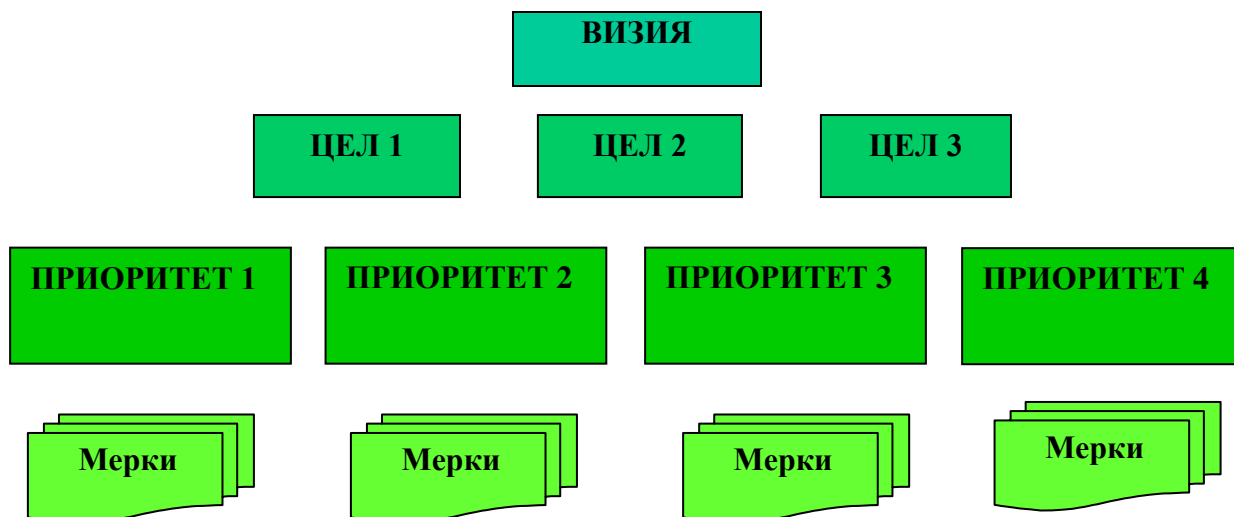 ВИЗИЯ
ЦЕЛ 1
ЦЕЛ 2
ЦЕЛ 3
ПРИОРИТЕТ 1
ПРИОРИТЕТ 2
ПРИОРИТЕТ 3
ПРИОРИТЕТ 4
Мерки
Мерки
Мерки
Мерки